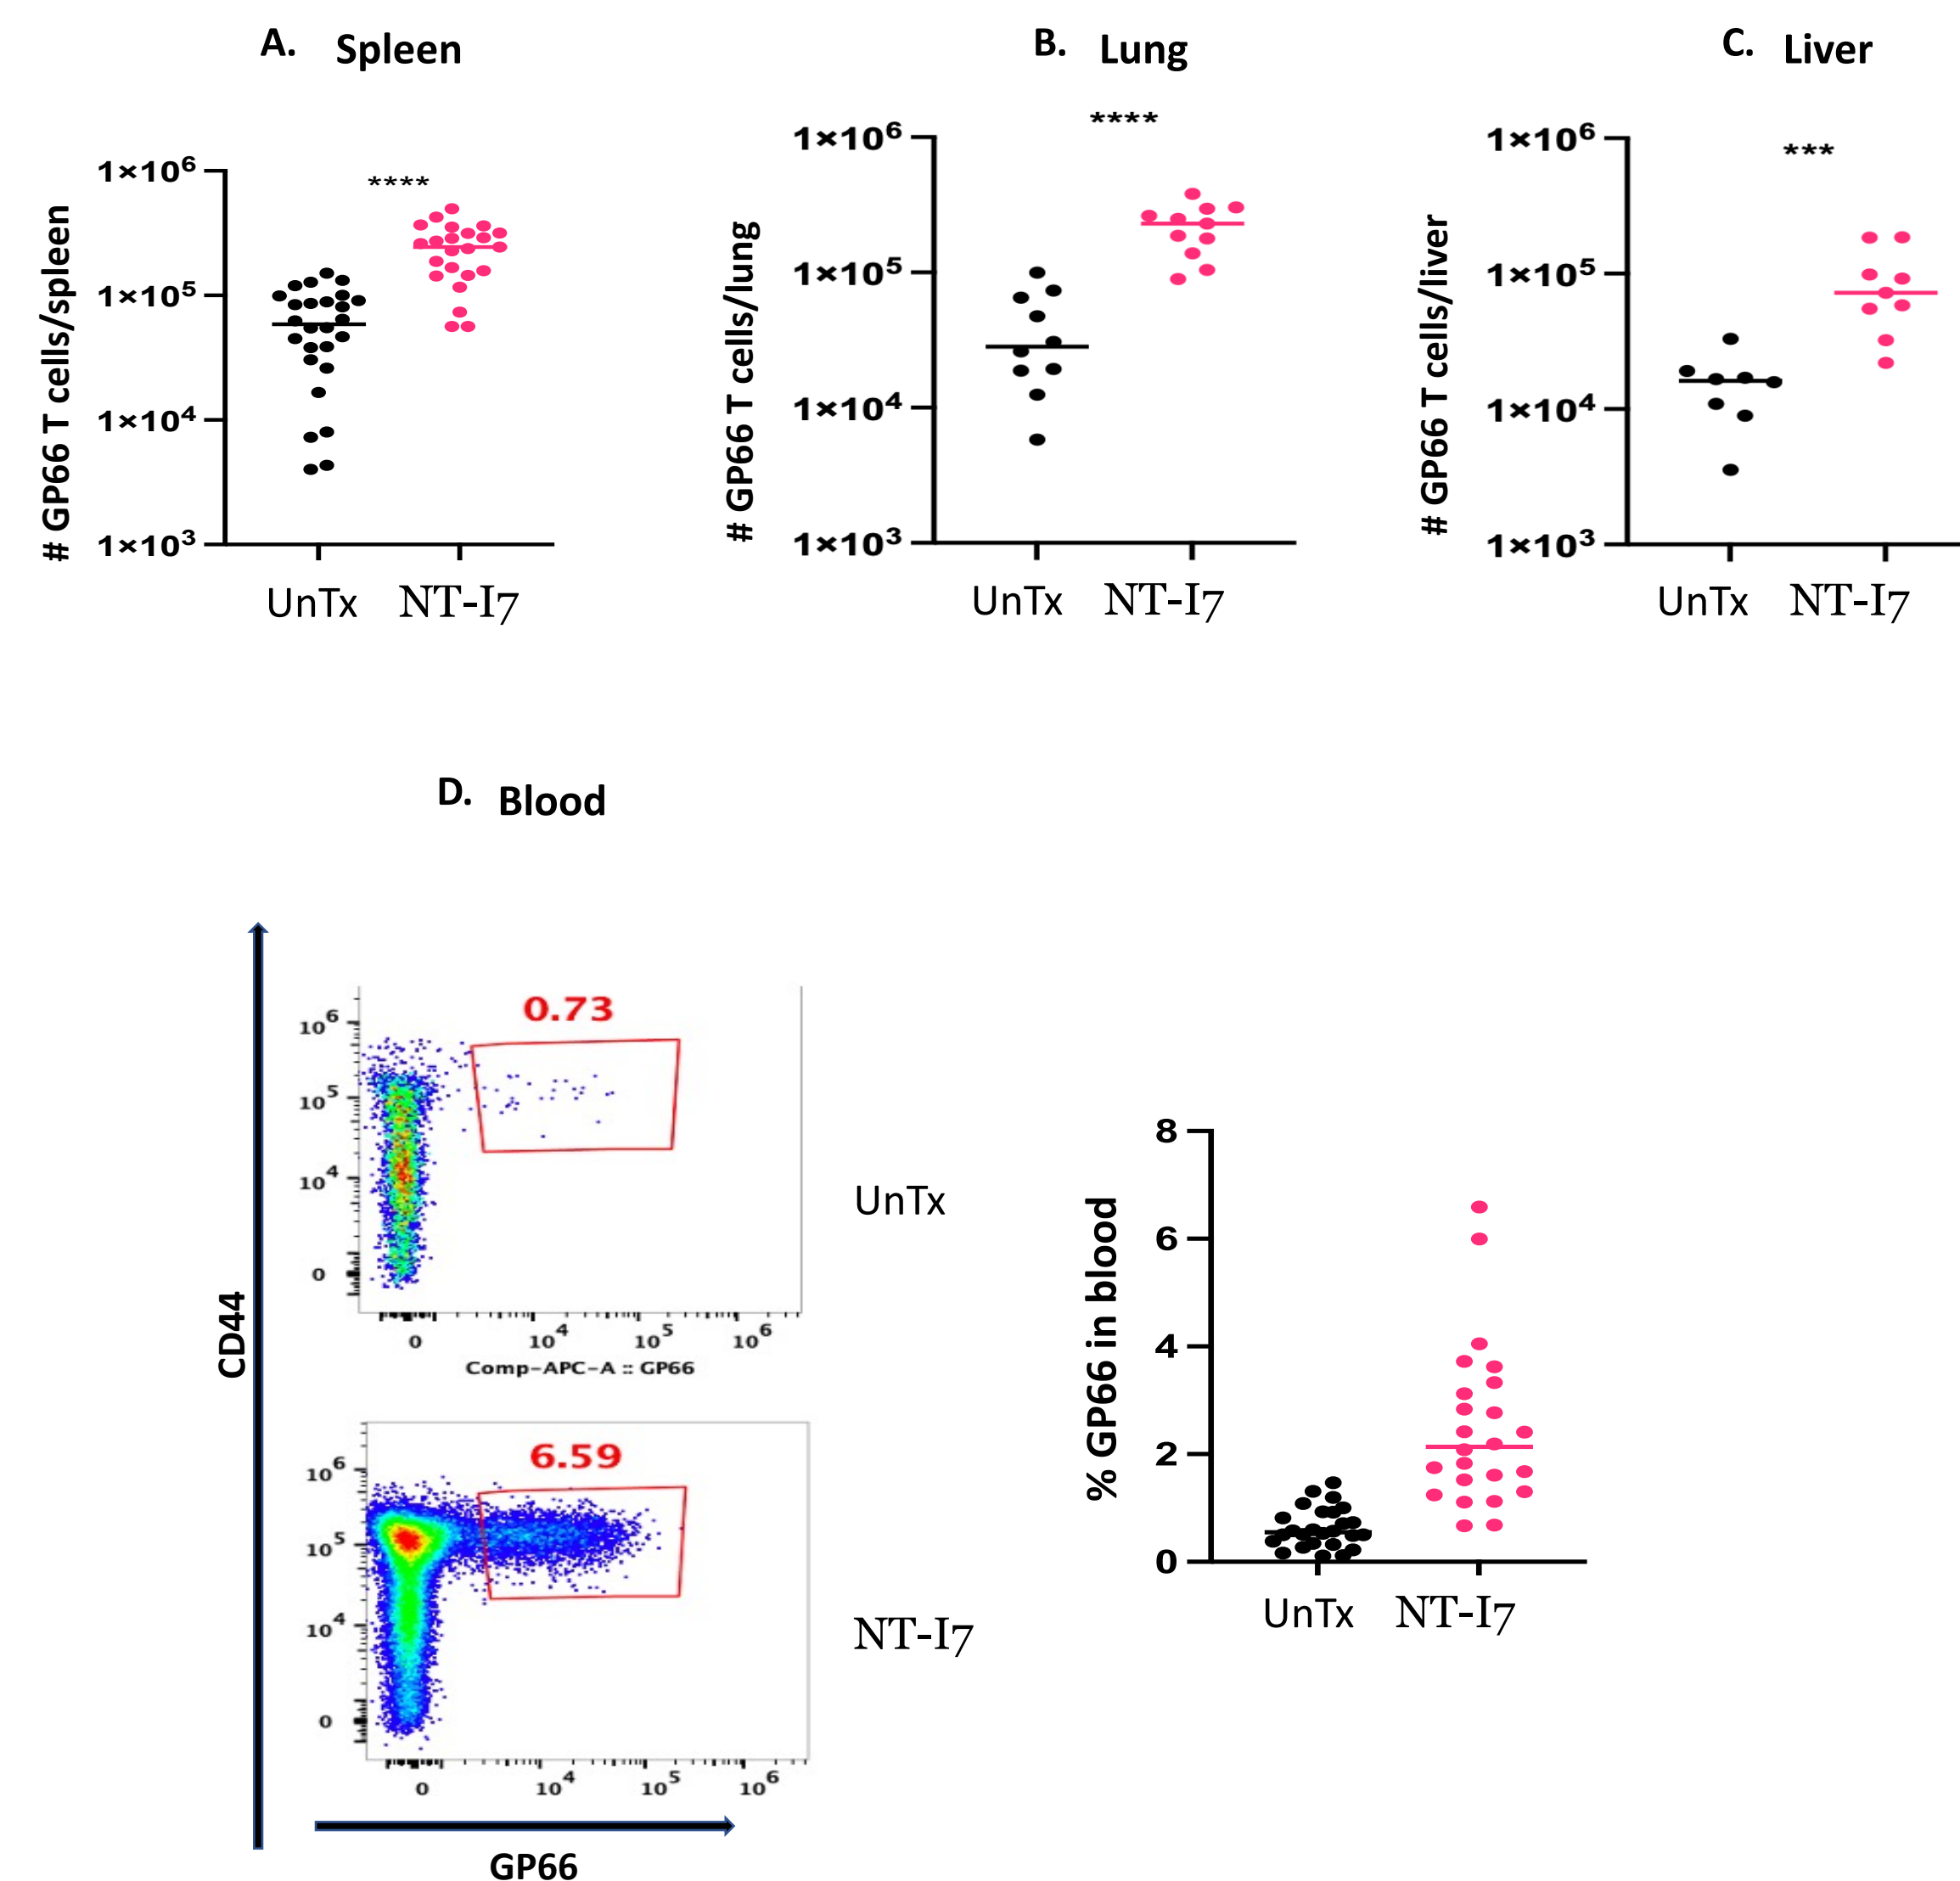 A. Spleen
B. Lung
C. Liver
# GP66 T cells/spleen
1×10⁶
1×10⁵
1×10⁴
1×10³
****
UnTx NT-I7
# GP66 T cells/lung
1×10⁶
1×10⁵
1×10⁴
1×10³
****
UnTx NT-I7
# GP66 T cells/liver
1×10⁶
1×10⁵
1×10⁴
1×10³
***
UnTx NT-I7
D. Blood
CD44
0.73
10⁶
10⁵
10⁴
0
0 10⁴ 10⁵ 10⁶
Comp-APC-A :: GP66
UnTx
6.59
10⁶
10⁵
10⁴
0
0 10⁴ 10⁵ 10⁶
NT-I7
GP66
% GP66 in blood
8
6
4
2
0
UnTx NT-I7